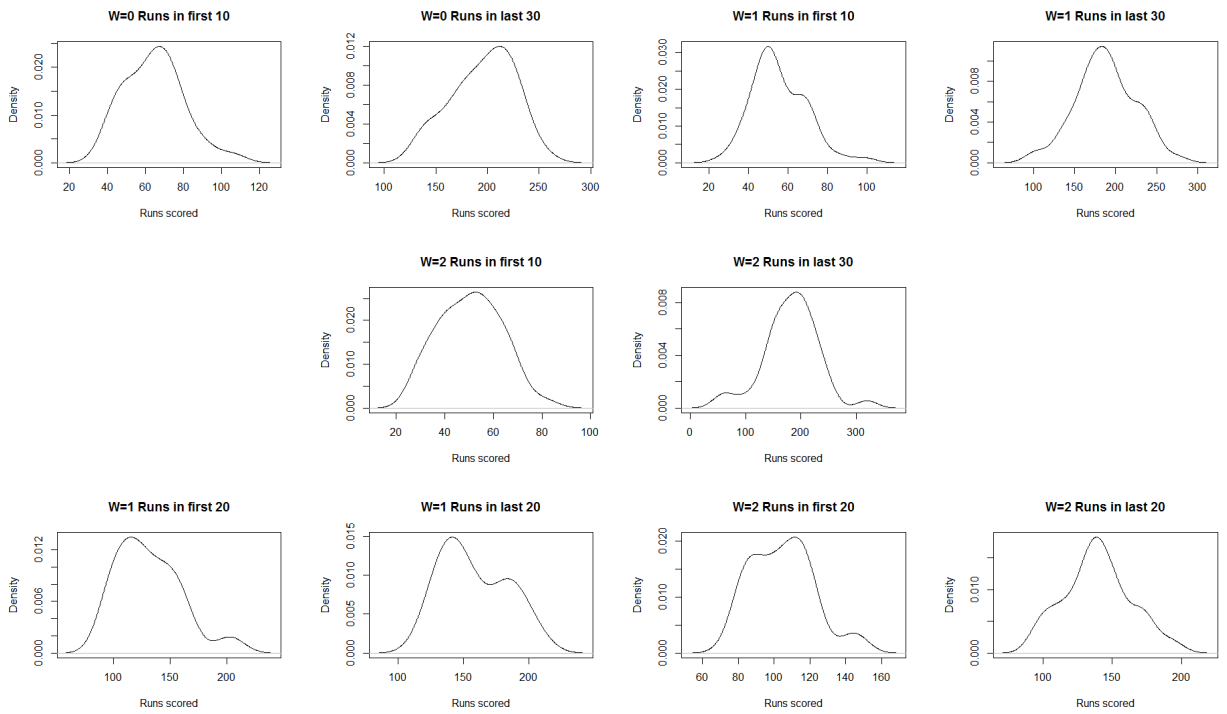 W=0 Runs in first 10
W=0 Runs in last 30
W=1 Runs in first 10
W=1 Runs in last 30
Density
0.000 0.010 0.020
20 40 60 80 100 120
Runs scored
Density
0.000 0.004 0.008 0.012
100 150 200 250 300
Runs scored
Density
0.000 0.010 0.020 0.030
20 40 60 80 100
Runs scored
Density
0.000 0.004 0.008
100 150 200 250 300
Runs scored
W=2 Runs in first 10
W=2 Runs in last 30
Density
0.000 0.010 0.020
20 40 60 80 100
Runs scored
Density
0.000 0.004 0.008
0 100 200 300
Runs scored
W=1 Runs in first 20
W=1 Runs in last 20
W=2 Runs in first 20
W=2 Runs in last 20
Density
0.000 0.006 0.012
100 150 200
Runs scored
Density
0.000 0.005 0.010 0.015
100 150 200
Runs scored
Density
0.000 0.010 0.020
60 80 100 120 140 160
Runs scored
Density
0.000 0.010
100 150 200
Runs scored